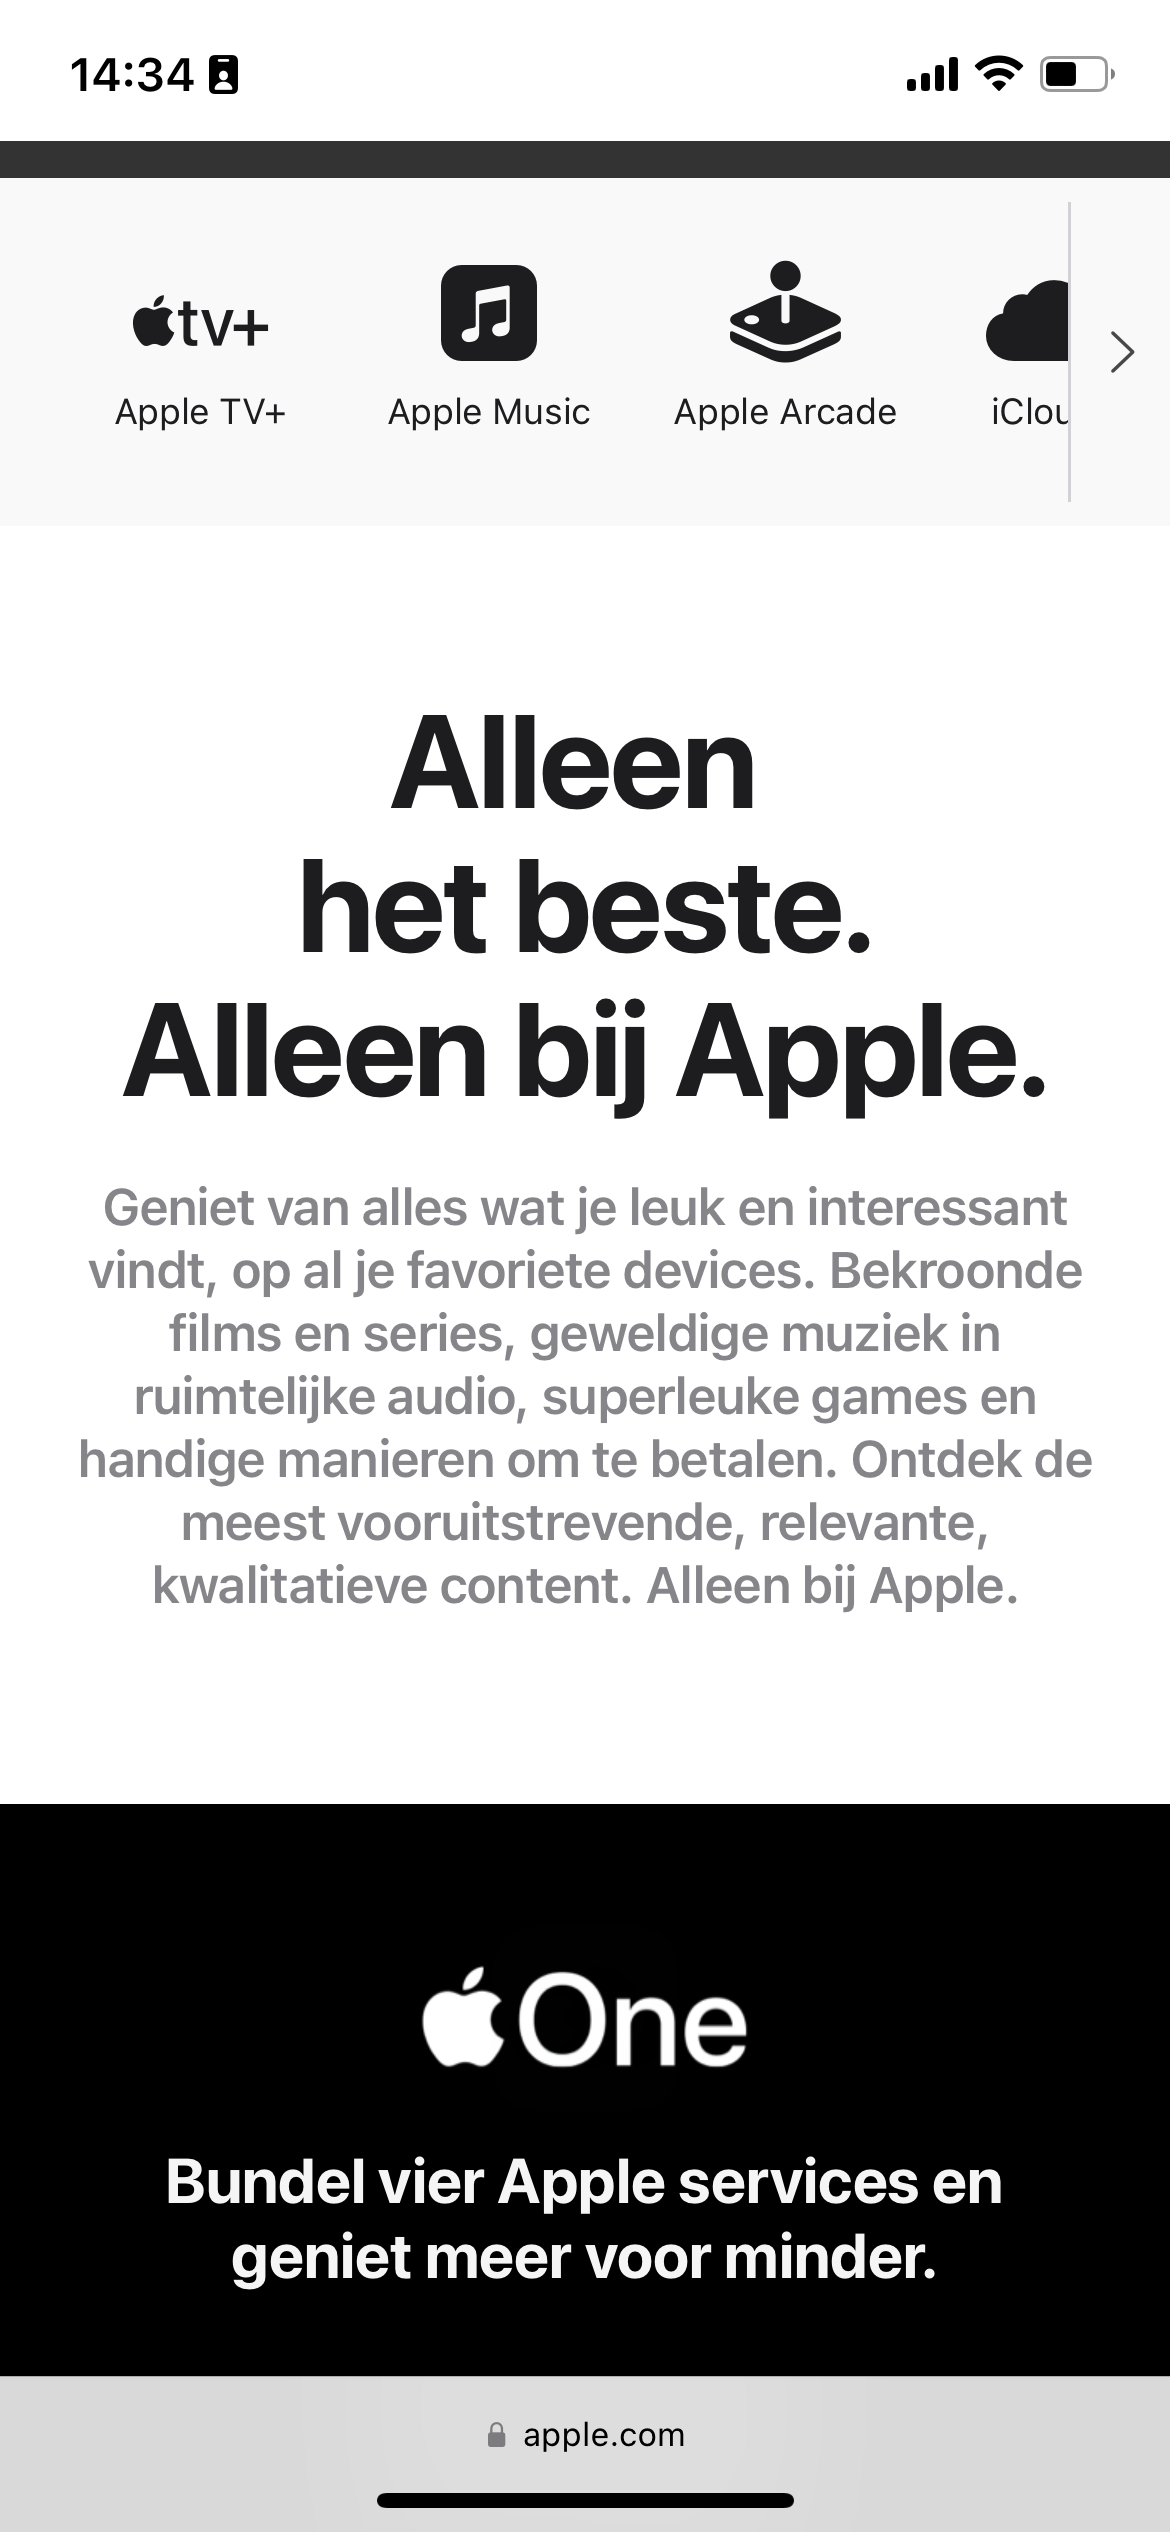 14:34
tv+
Apple TV+
Apple Music
Apple Arcade
iClou
Alleen
het beste.
Alleen bij Apple.
Geniet van alles wat je leuk en interessant
vindt, op al je favoriete devices. Bekroonde
films en series, geweldige muziek in
ruimtelijke audio, superleuke games en
handige manieren om te betalen. Ontdek de
meest vooruitstrevende, relevante,
kwalitatieve content. Alleen bij Apple.
One
Bundel vier Apple services en
geniet meer voor minder.
apple.com